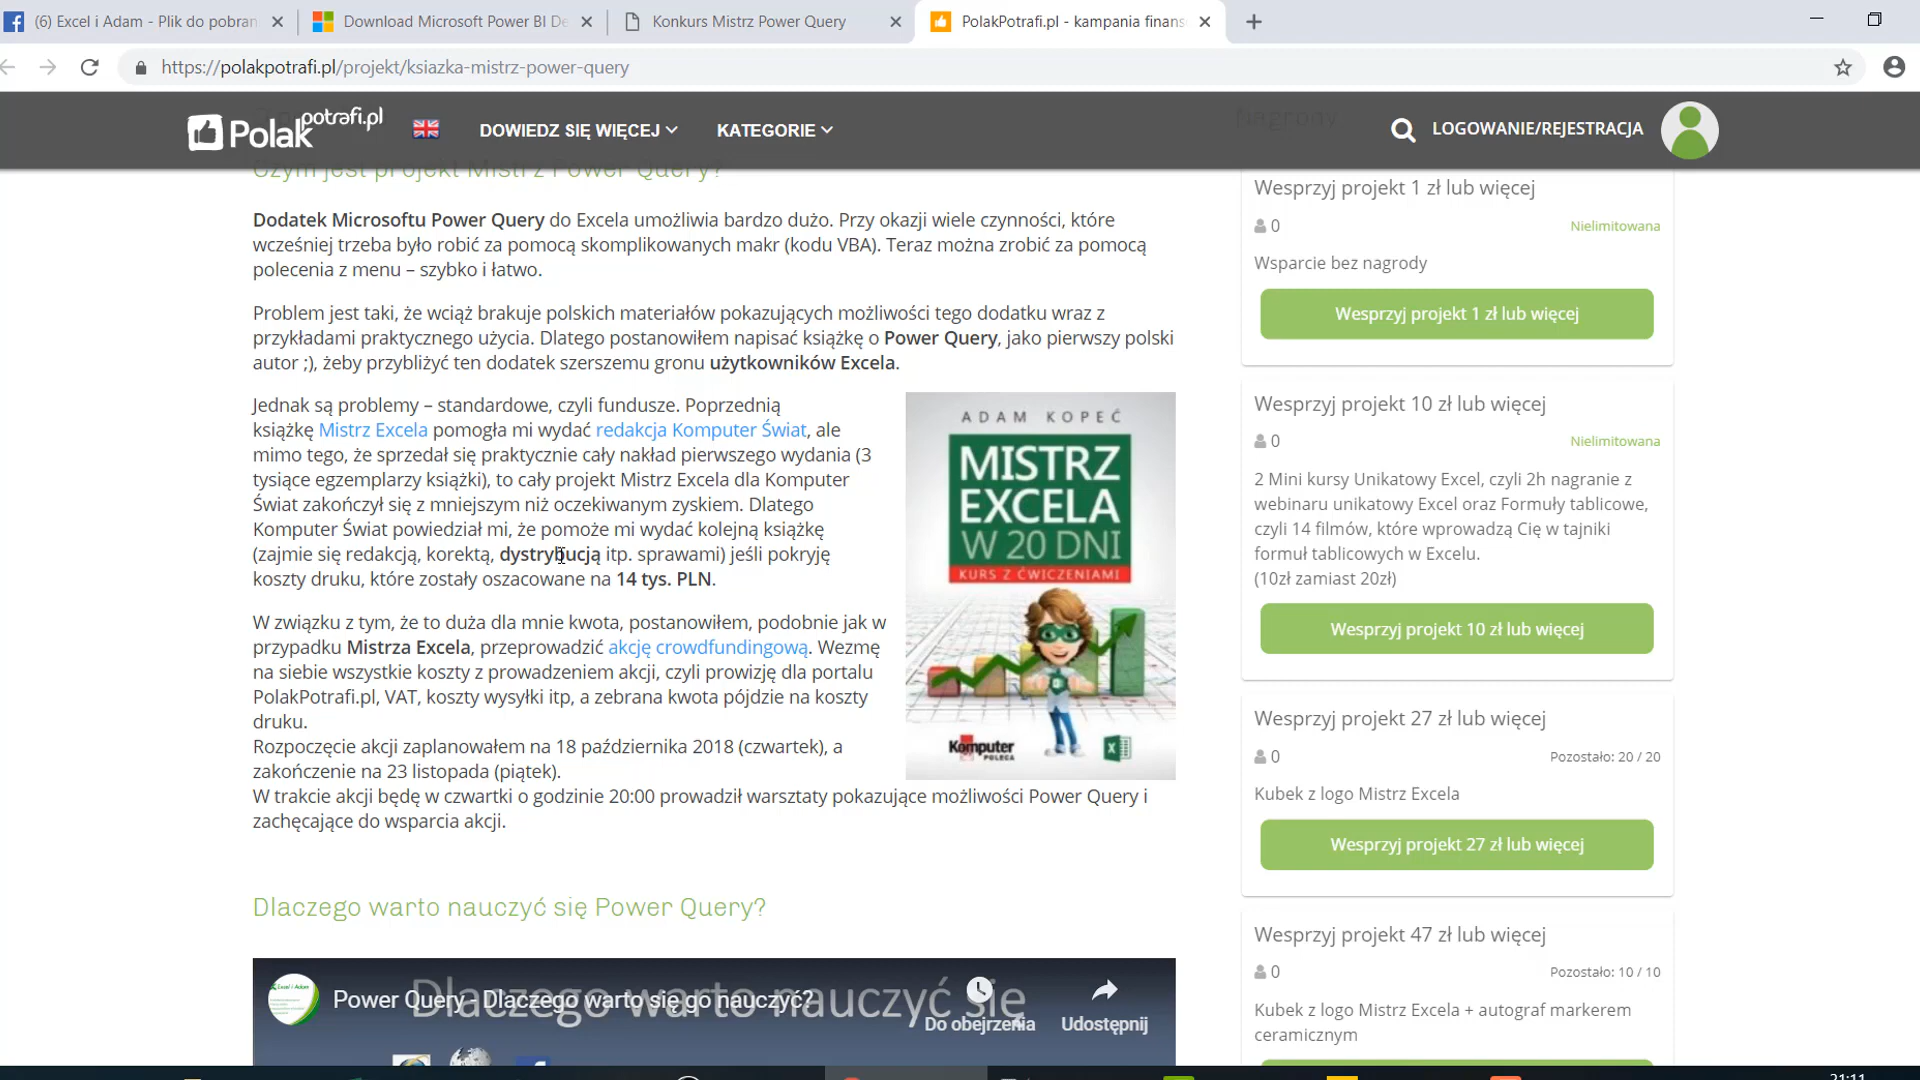 (6) Excel i Adam - Plik do pobran
Download Microsoft Power BI De
Konkurs Mistrz Power Query
PolakPotrafi.pl - kampania finans
https://polakpotrafi.pl/projekt/ksiazka-mistrz-power-query
Polak potrafi.pl
DOWIEDZ SIĘ WIĘCEJ
KATEGORIE
LOGOWANIE/REJESTRACJA
Nagrody
Czym jest projekt Mistrz Power Query?
Dodatek Microsoftu Power Query do Excela umożliwia bardzo dużo. Przy okazji wiele czynności, które
wcześniej trzeba było robić za pomocą skomplikowanych makr (kodu VBA). Teraz można zrobić za pomocą
polecenia z menu – szybko i łatwo.
Problem jest taki, że wciąż brakuje polskich materiałów pokazujących możliwości tego dodatku wraz z
przykładami praktycznego użycia. Dlatego postanowiłem napisać książkę o Power Query, jako pierwszy polski
autor ;), żeby przybliżyć ten dodatek szerszemu gronu użytkowników Excela.
Jednak są problemy – standardowe, czyli fundusze. Poprzednią
książkę Mistrz Excela pomogła mi wydać redakcja Komputer Świat, ale
mimo tego, że sprzedał się praktycznie cały nakład pierwszego wydania (3
tysiące egzemplarzy książki), to cały projekt Mistrz Excela dla Komputer
Świat zakończył się z mniejszym niż oczekiwanym zyskiem. Dlatego
Komputer Świat powiedział mi, że pomoże mi wydać kolejną książkę
(zajmie się redakcją, korektą, dystrybucją itp. sprawami) jeśli pokryję
koszty druku, które zostały oszacowane na 14 tys. PLN.
W związku z tym, że to duża dla mnie kwota, postanowiłem, podobnie jak w
przypadku Mistrza Excela, przeprowadzić akcję crowdfundingową. Wezmę
na siebie wszystkie koszty z prowadzeniem akcji, czyli prowizję dla portalu
PolakPotrafi.pl, VAT, koszty wysyłki itp, a zebrana kwota pójdzie na koszty
druku.
Rozpoczęcie akcji zaplanowałem na 18 października 2018 (czwartek), a
zakończenie na 23 listopada (piątek).
W trakcie akcji będę w czwartki o godzinie 20:00 prowadził warsztaty pokazujące możliwości Power Query i
zachęcające do wsparcia akcji.
ADAM KOPEĆ
MISTRZ
EXCELA
W 20 DNI
KURS Z ĆWICZENIAMI
Komputer
POLECA
Dlaczego warto nauczyć się Power Query?
Power Query - Dlaczego warto się go nauczyć?
Dlaczego warto nauczyć się
Do obejrzenia
Udostępnij
Wesprzyj projekt 1 zł lub więcej
0
Nielimitowana
Wsparcie bez nagrody
Wesprzyj projekt 1 zł lub więcej
Wesprzyj projekt 10 zł lub więcej
0
Nielimitowana
2 Mini kursy Unikatowy Excel, czyli 2h nagranie z
webinaru unikatowy Excel oraz Formuły tablicowe,
czyli 14 filmów, które wprowadzą Cię w tajniki
formuł tablicowych w Excelu.
(10zł zamiast 20zł)
Wesprzyj projekt 10 zł lub więcej
Wesprzyj projekt 27 zł lub więcej
0
Pozostało: 20 / 20
Kubek z logo Mistrz Excela
Wesprzyj projekt 27 zł lub więcej
Wesprzyj projekt 47 zł lub więcej
0
Pozostało: 10 / 10
Kubek z logo Mistrz Excela + autograf markerem
ceramicznym
21:11